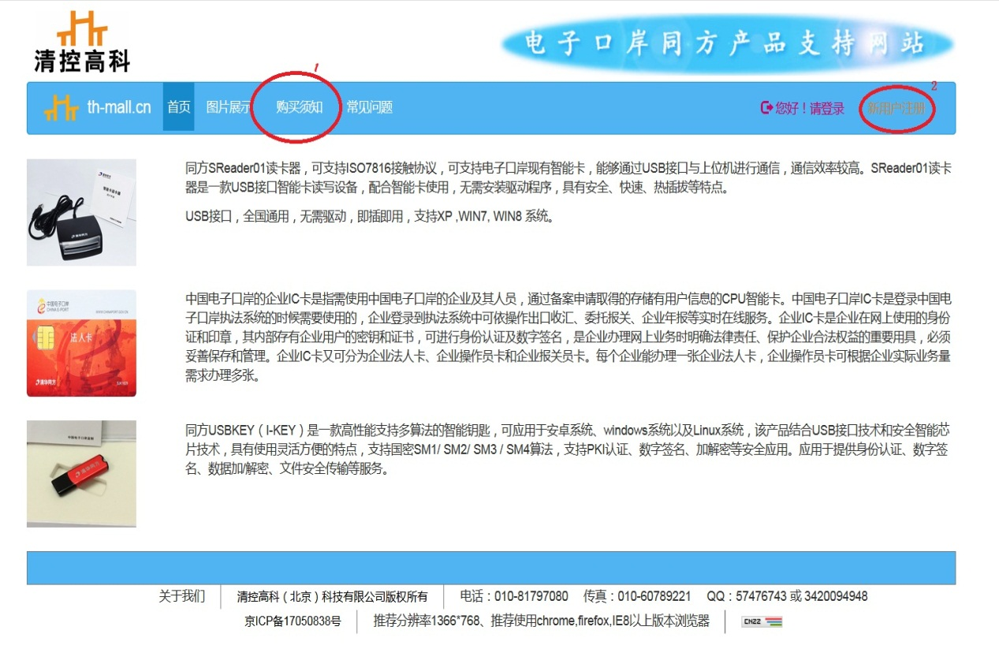 清控高科
电子口岸同方产品支持网站
1
2
th-mall.cn 首页 图片展示 购买须知 常见问题 您好！请登录 新用户注册
同方SReader01读卡器，可支持ISO7816接触协议，可支持电子口岸现有智能卡，能够通过USB接口与上位机进行通信，通信效率较高。SReader01读卡
器是一款USB接口智能卡读写设备，配合智能卡使用，无需安装驱动程序，具有安全、快速、热插拔等特点。
USB接口，全国通用，无需驱动，即插即用，支持XP ,WIN7, WIN8 系统。
中国电子口岸
CHINA E-PORT
法人卡
清华同方
中国电子口岸的企业IC卡是指需使用中国电子口岸的企业及其人员，通过备案申请取得的存储有用户信息的CPU智能卡。中国电子口岸IC卡是登录中国电
子口岸执法系统的时候需要使用的，企业登录到执法系统中可依操作出口收汇、委托报关、企业年报等实时在线服务。企业IC卡是企业在网上使用的身份
证和印章，其内部存有企业用户的密钥和证书，可进行身份认证及数字签名，是企业办理网上业务时明确法律责任、保护企业合法权益的重要用具，必须
妥善保存和管理。企业IC卡又可分为企业法人卡、企业操作员卡和企业报关员卡。每个企业能办理一张企业法人卡，企业操作员卡可根据企业实际业务量
需求办理多张。
同方USBKEY（I-KEY）是一款高性能支持多算法的智能钥匙，可应用于安卓系统、windows系统以及Linux系统，该产品结合USB接口技术和安全智能芯
片技术，具有使用灵活方便的特点，支持国密SM1/ SM2/ SM3 / SM4算法，支持PKI认证、数字签名、加解密等安全应用。应用于提供身份认证、数字签
名、数据加/解密、文件安全传输等服务。
关于我们 清控高科（北京）科技有限公司版权所有 电话：010-81797080 传真：010-60789221 QQ：57476743 或 3420094948
京ICP备17050838号 推荐分辨率1366*768、推荐使用chrome,firefox,IE8以上版本浏览器 CNZZ